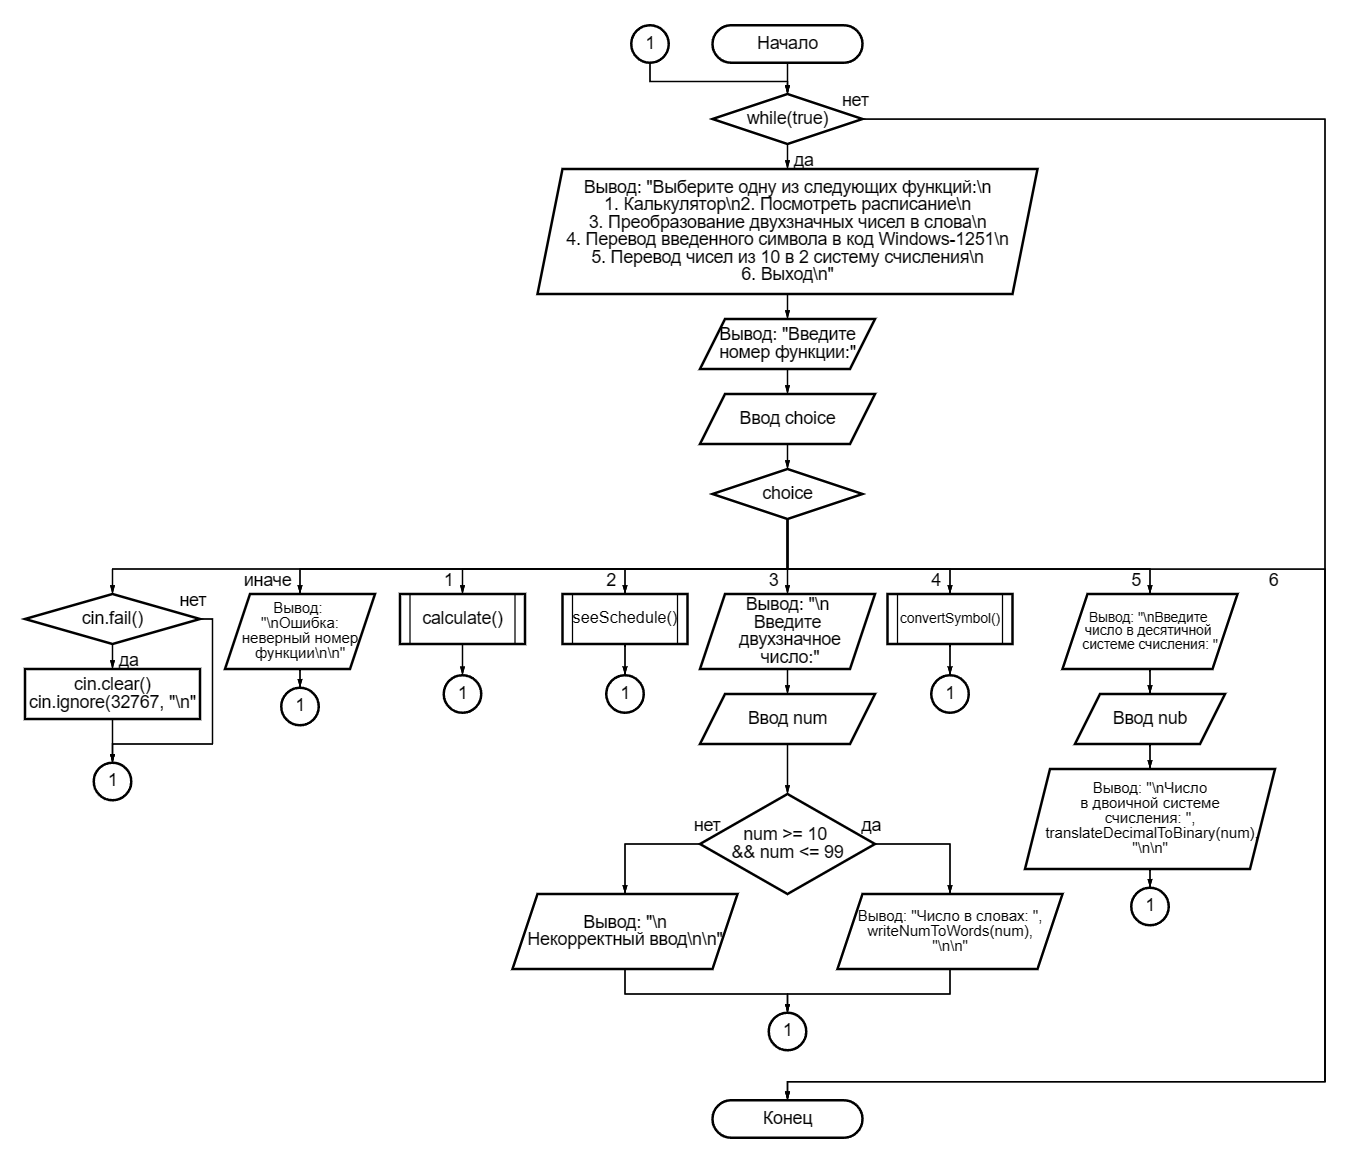 1
Начало
нет
while(true)
да
Вывод: "Выберите одну из следующих функций:\n
1. Калькулятор\n2. Посмотреть расписание\n
3. Преобразование двухзначных чисел в слова\n
4. Перевод введенного символа в код Windows-1251\n
5. Перевод чисел из 10 в 2 систему счисления\n
6. Выход\n"
Вывод: "Введите
номер функции:"
Ввод choice
choice
иначе
1
2
3
4
5
6
cin.fail()
нет
да
cin.clear()
cin.ignore(32767, "\n"
1
Вывод:
"\nОшибка:
неверный номер
функции\n\n"
1
calculate()
1
seeSchedule()
1
Вывод: "\n
Введите
двухзначное
число:"
Ввод num
num >= 10
&& num <= 99
нет
да
Вывод: "\n
Некорректный ввод\n\n"
Вывод: "Число в словах: ",
writeNumToWords(num),
"\n\n"
1
convertSymbol()
1
Вывод: "\nВведите
число в десятичной
системе счисления: "
Ввод nub
Вывод: "\nЧисло
в двоичной системе
счисления: ",
translateDecimalToBinary(num),
"\n\n"
1
Конец